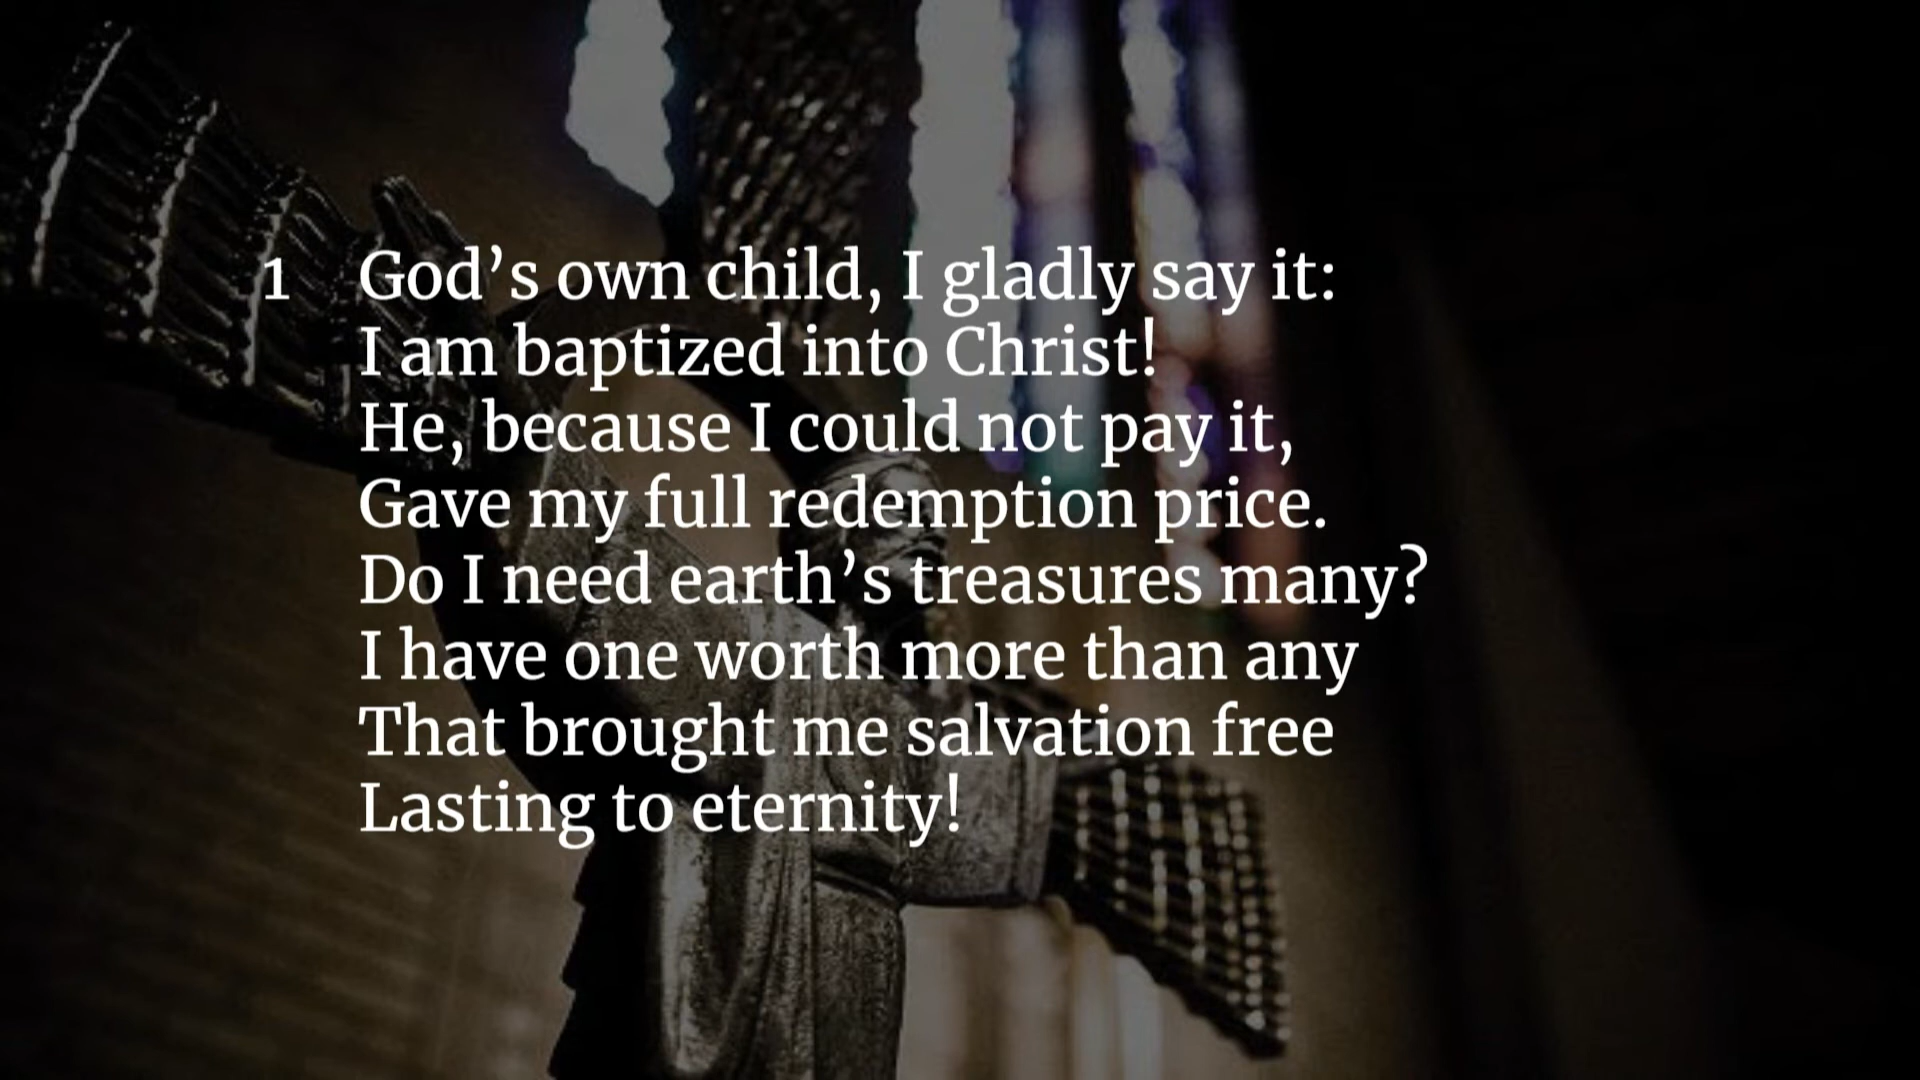 1 God’s own child, I gladly say it:
I am baptized into Christ!
He, because I could not pay it,
Gave my full redemption price.
Do I need earth’s treasures many?
I have one worth more than any
That brought me salvation free
Lasting to eternity!